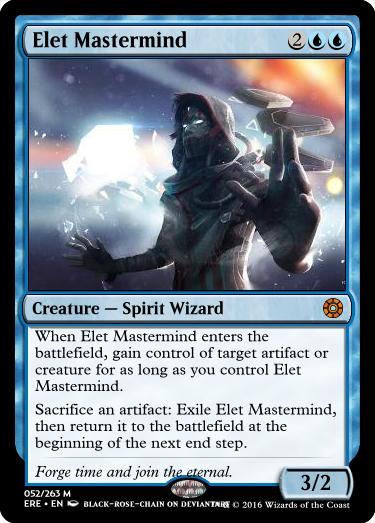 Elet Mastermind 2
Creature — Spirit Wizard
When Elet Mastermind enters the
battlefield, gain control of target artifact or
creature for as long as you control Elet
Mastermind.
Sacrifice an artifact: Exile Elet Mastermind,
then return it to the battlefield at the
beginning of the next end step.
Forge time and join the eternal.
3/2
052/263 M
ERE • EN BLACK-ROSE-CHAIN ON DEVIANTART © 2016 Wizards of the Coast